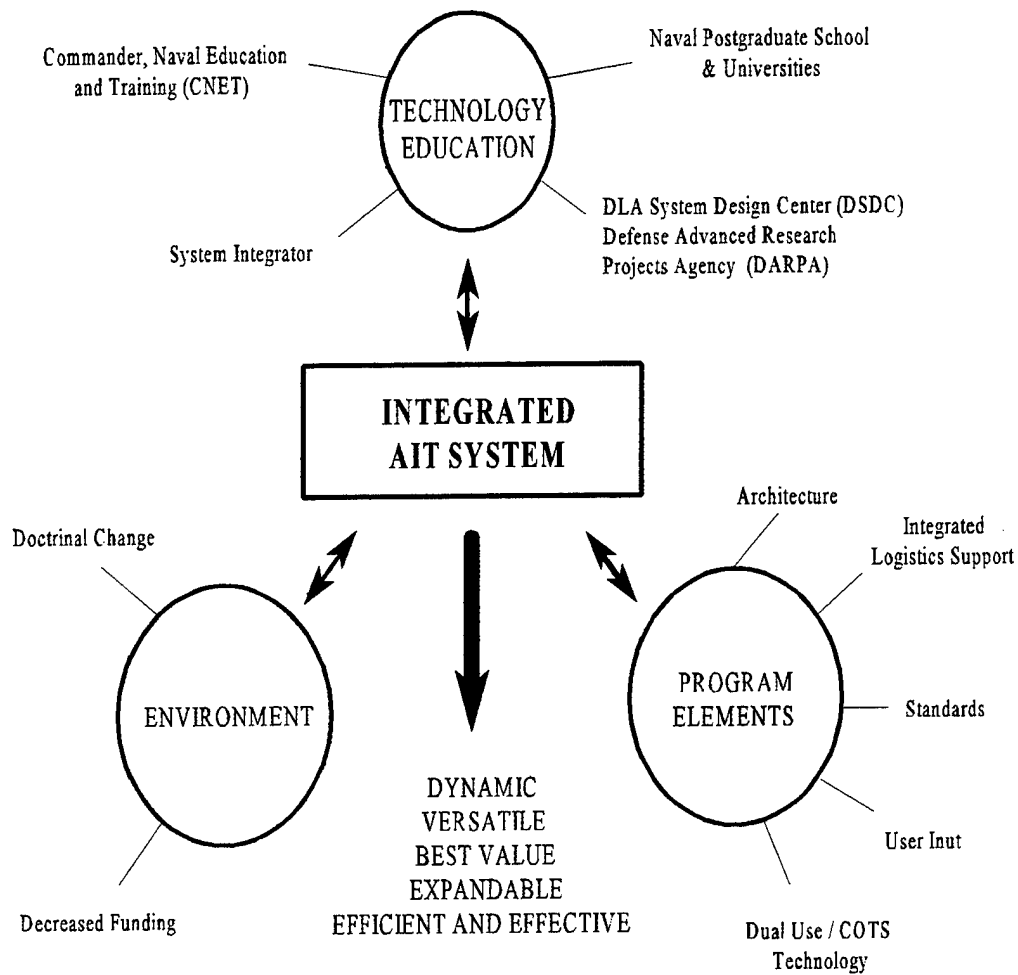 Commander, Naval Education
and Training (CNET)
Naval Postgraduate School
& Universities
TECHNOLOGY
EDUCATION
System Integrator
DLA System Design Center (DSDC)
Defense Advanced Research
Projects Agency (DARPA)
INTEGRATED
AIT SYSTEM
Doctrinal Change
ENVIRONMENT
Decreased Funding
Architecture
Integrated
Logistics Support
PROGRAM
ELEMENTS
Standards
User Inut
Dual Use / COTS
Technology
DYNAMIC
VERSATILE
BEST VALUE
EXPANDABLE
EFFICIENT AND EFFECTIVE